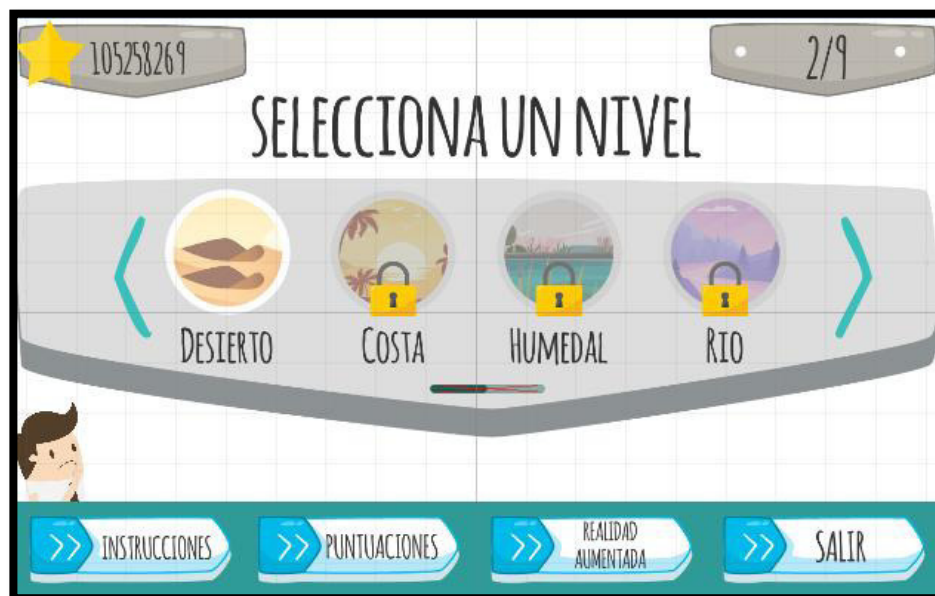 105258269
2/9
SELECCIONA UN NIVEL
DESIERTO
COSTA
HUMEDAL
RIO
INSTRUCCIONES
PUNTUACIONES
REALIDAD
AUMENTADA
SALIR